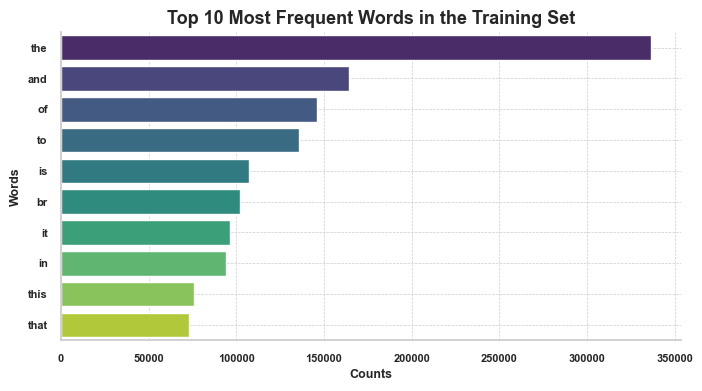 Top 10 Most Frequent Words in the Training Set
the
and
of
to
is
br
it
in
this
that
Words
0 50000 100000 150000 200000 250000 300000 350000
Counts